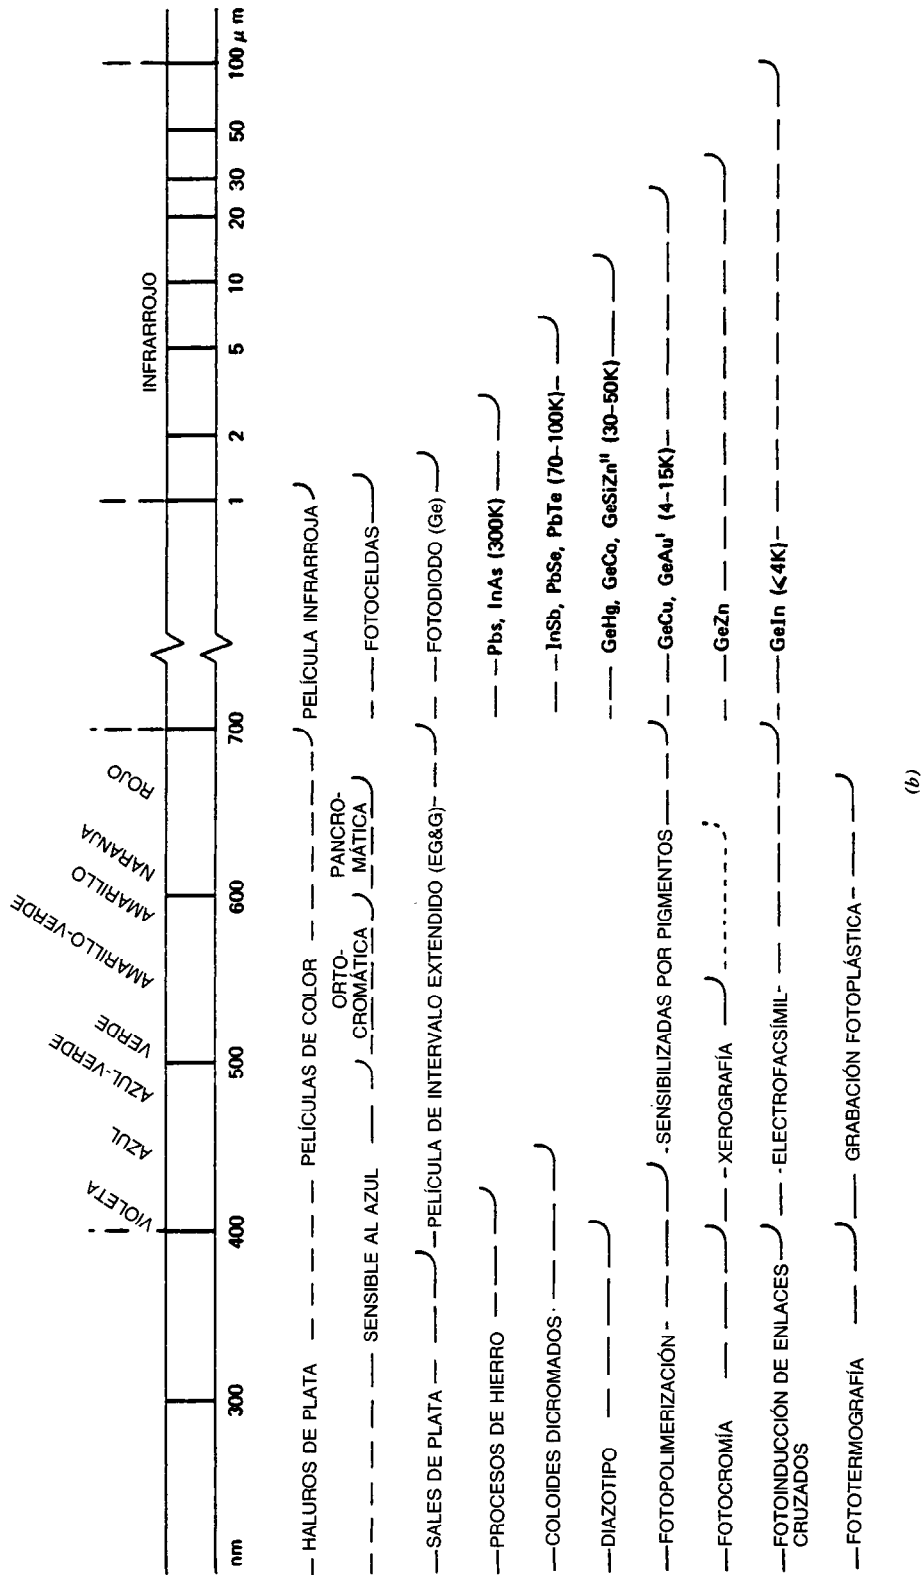 VIOLETA
AZUL
AZUL-VERDE
VERDE
AMARILLO-VERDE
AMARILLO
NARANJA
ROJO
INFRARROJO
nm 300 400 500 600 700 1 2 5 10 20 30 50 100 μm
HALUROS DE PLATA PELÍCULAS DE COLOR PELÍCULA INFRARROJA
SENSIBLE AL AZUL ORTO-
CROMÁTICA PANCRO-
MÁTICA FOTOCELDAS
SALES DE PLATA PELÍCULA DE INTERVALO EXTENDIDO (EG&G) FOTODIODO (Ge)
PROCESOS DE HIERRO Pbs, InAs (300K)
COLOIDES DICROMADOS InSb, PbSe, PbTe (70-100K)
DIAZOTIPO GeHg, GeCo, GeSiZnᴵᴵ (30-50K)
FOTOPOLIMERIZACIÓN SENSIBILIZADAS POR PIGMENTOS GeCu, GeAuᴵ (4-15K)
FOTOCROMÍA XEROGRAFÍA GeZn
FOTOINDUCCIÓN DE ENLACES
CRUZADOS ELECTROFACSÍMIL GeIn (<4K)
FOTOTERMOGRAFÍA GRABACIÓN FOTOPLÁSTICA
(b)